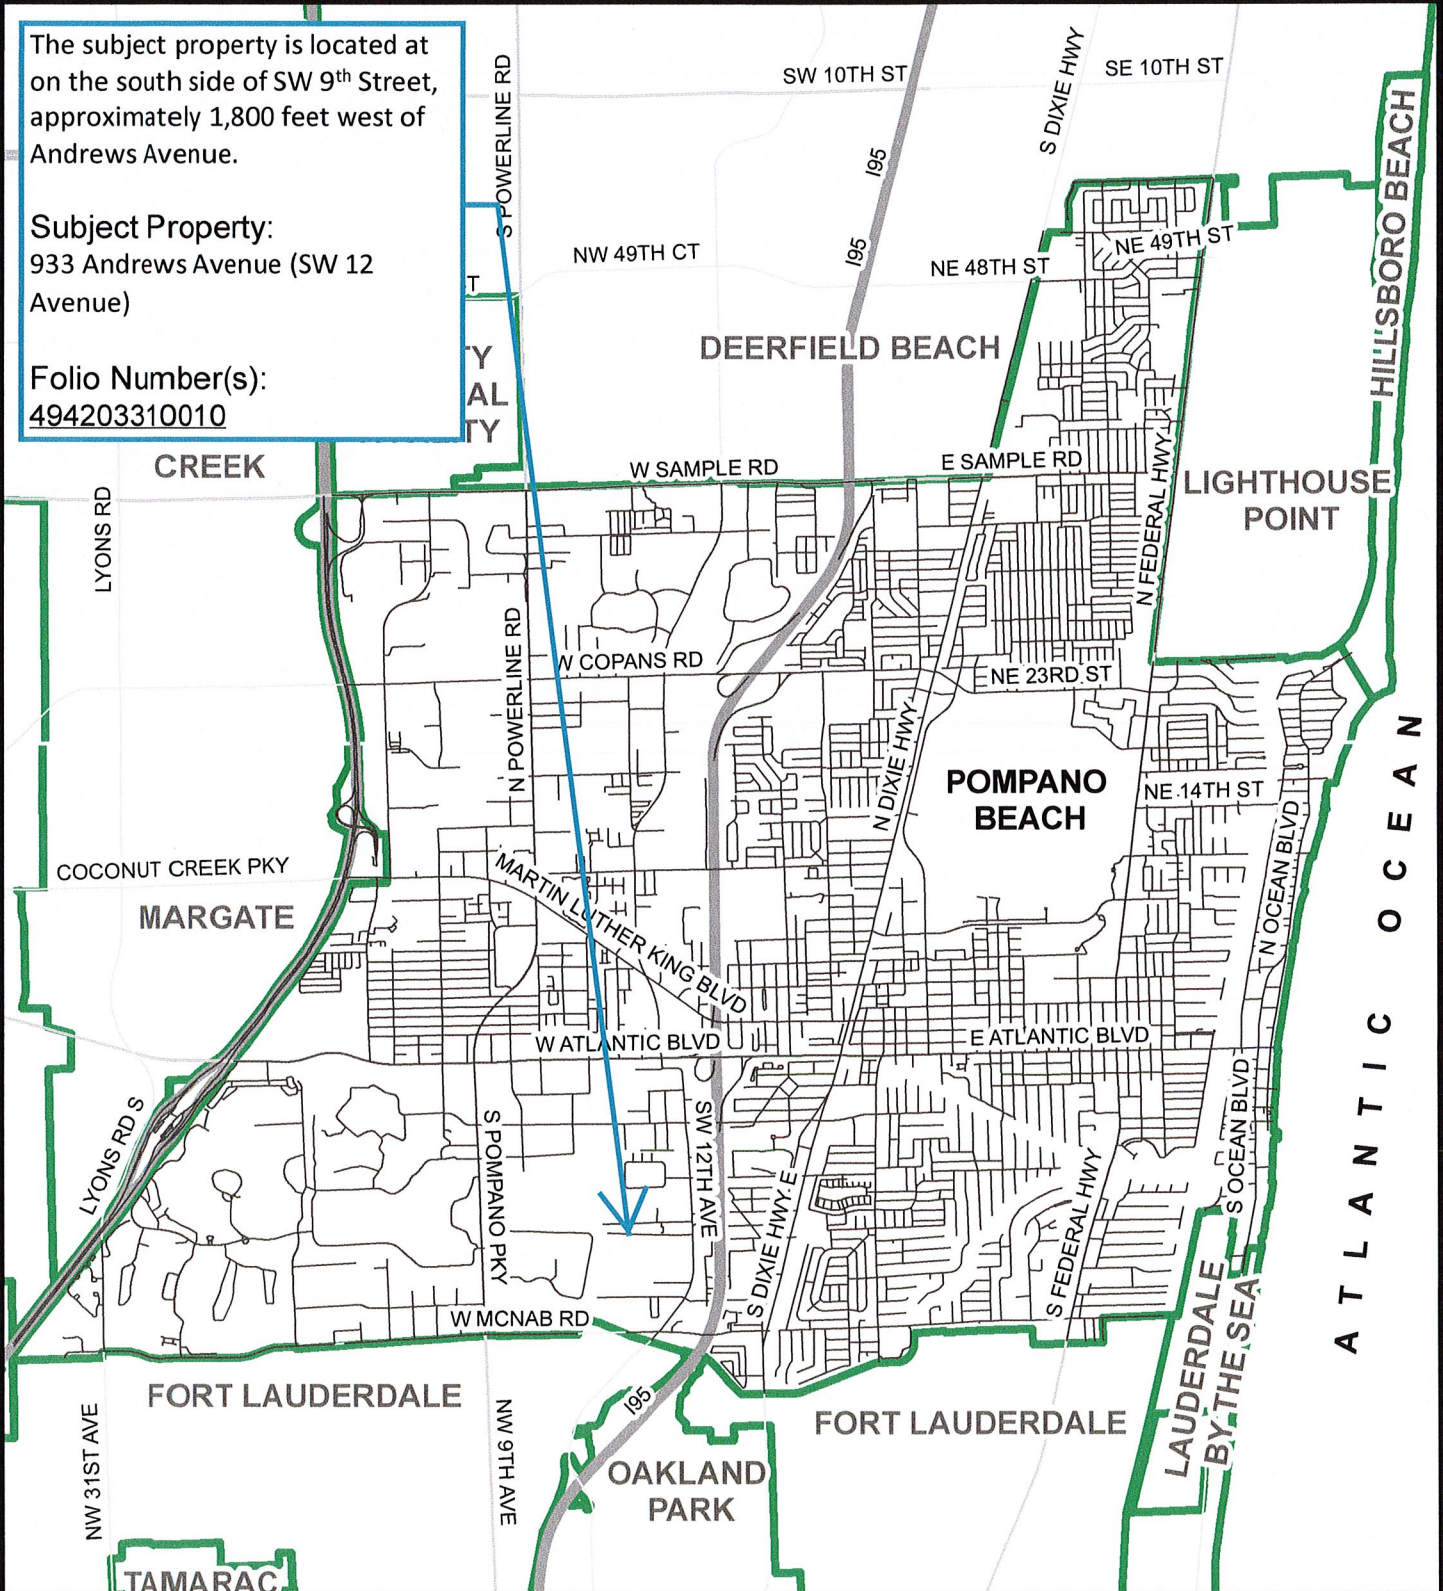 The subject property is located at
on the south side of SW 9th Street,
approximately 1,800 feet west of
Andrews Avenue.
Subject Property:
933 Andrews Avenue (SW 12
Avenue)
Folio Number(s):
494203310010
S POWERLINE RD
SW 10TH ST
S DIXIE HWY
SE 10TH ST
I95
HILLSBORO BEACH
I95
NW 49TH CT
NE 48TH ST
NE 49TH ST
T
DEERFIELD BEACH
TY
AL
TY
CREEK
W SAMPLE RD
E SAMPLE RD
N FEDERAL HWY
LIGHTHOUSE
POINT
LYONS RD
N POWERLINE RD
W COPANS RD
NE 23RD ST
N DIXIE HWY
POMPANO
BEACH
NE 14TH ST
N OCEAN BLVD
ATLANTIC OCEAN
COCONUT CREEK PKY
MARGATE
MARTIN LUTHER KING BLVD
W ATLANTIC BLVD
E ATLANTIC BLVD
LYONS RD S
S POMPANO PKY
SW 12TH AVE
S DIXIE HWY E
S FEDERAL HWY
S OCEAN BLVD
W MCNAB RD
LAUDERDALE
BY THE SEA
FORT LAUDERDALE
I95
FORT LAUDERDALE
NW 31ST AVE
NW 9TH AVE
OAKLAND
PARK
TAMARAC